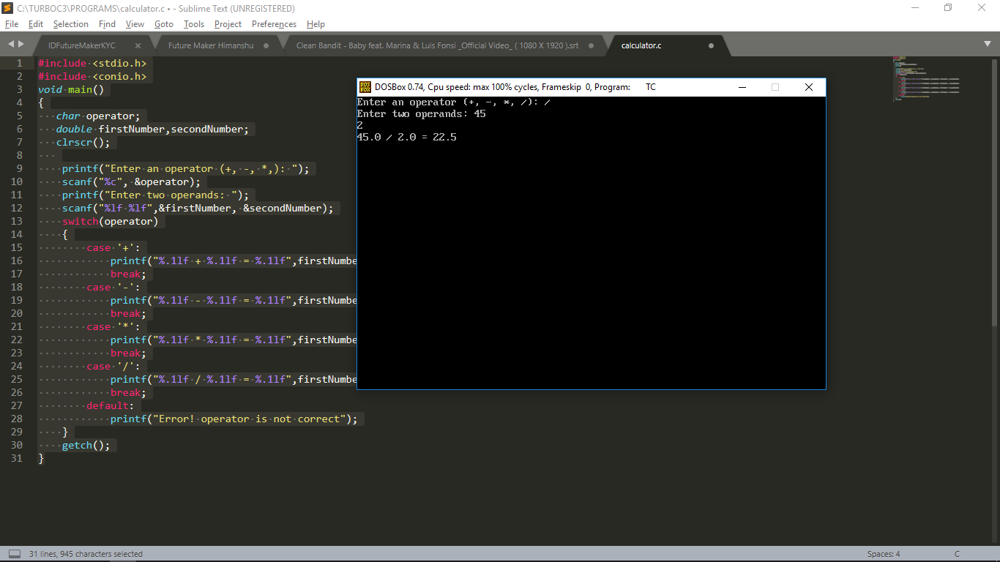 C:\TURBOC3\PROGRAMS\calculator.c • - Sublime Text (UNREGISTERED)
File Edit Selection Find View Goto Tools Project Preferences Help
IDFutureMakerKYC × Future Maker Himanshu Clean Bandit - Baby feat. Marina & Luis Fonsi _Official Video_ ( 1080 X 1920 ).srt calculator.c
1 #include <stdio.h>
2 #include <conio.h>
3 void main()
4 {
5 char operator;
6 double firstNumber,secondNumber;
7 clrscr();
8
9 printf("Enter an operator (+, -, *,): ");
10 scanf("%c", &operator);
11 printf("Enter two operands: ");
12 scanf("%lf %lf",&firstNumber, &secondNumber);
13 switch(operator)
14 {
15 case '+':
16 printf("%.1lf + %.1lf = %.1lf",firstNumbe
17 break;
18 case '-':
19 printf("%.1lf - %.1lf = %.1lf",firstNumbe
20 break;
21 case '*':
22 printf("%.1lf * %.1lf = %.1lf",firstNumbe
23 break;
24 case '/':
25 printf("%.1lf / %.1lf = %.1lf",firstNumbe
26 break;
27 default:
28 printf("Error! operator is not correct");
29 }
30 getch();
31 }
DOS BOX DOSBox 0.74, Cpu speed: max 100% cycles, Frameskip 0, Program: TC
Enter an operator (+, -, *, /): /
Enter two operands: 45
2
45.0 / 2.0 = 22.5
31 lines, 945 characters selected Spaces: 4 C